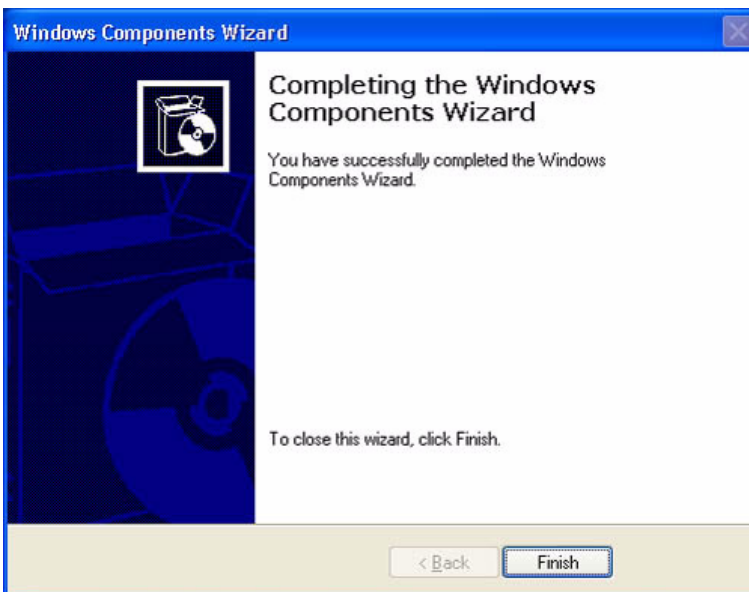 Windows Components Wizard
Completing the Windows
Components Wizard
You have successfully completed the Windows
Components Wizard.
To close this wizard, click Finish.
< Back
Finish